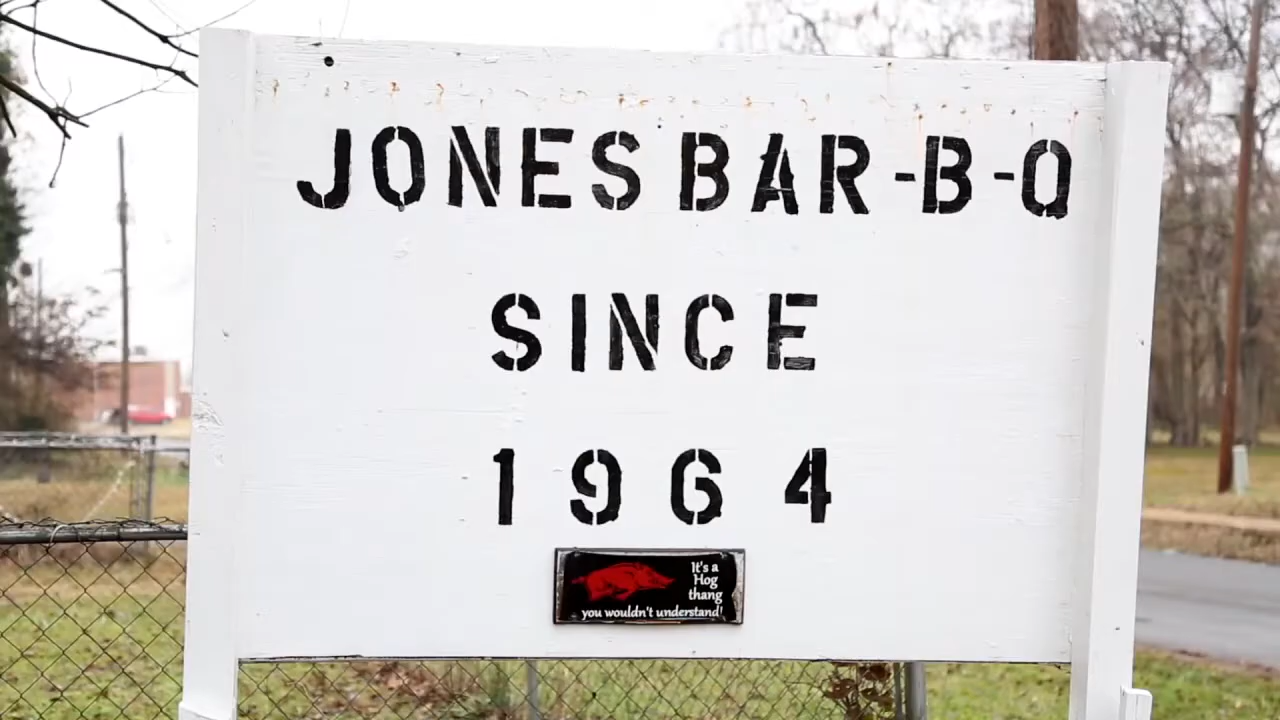 JONES BAR-B-Q
SINCE
1964
It's a
Hog
thang
you wouldn't understand!